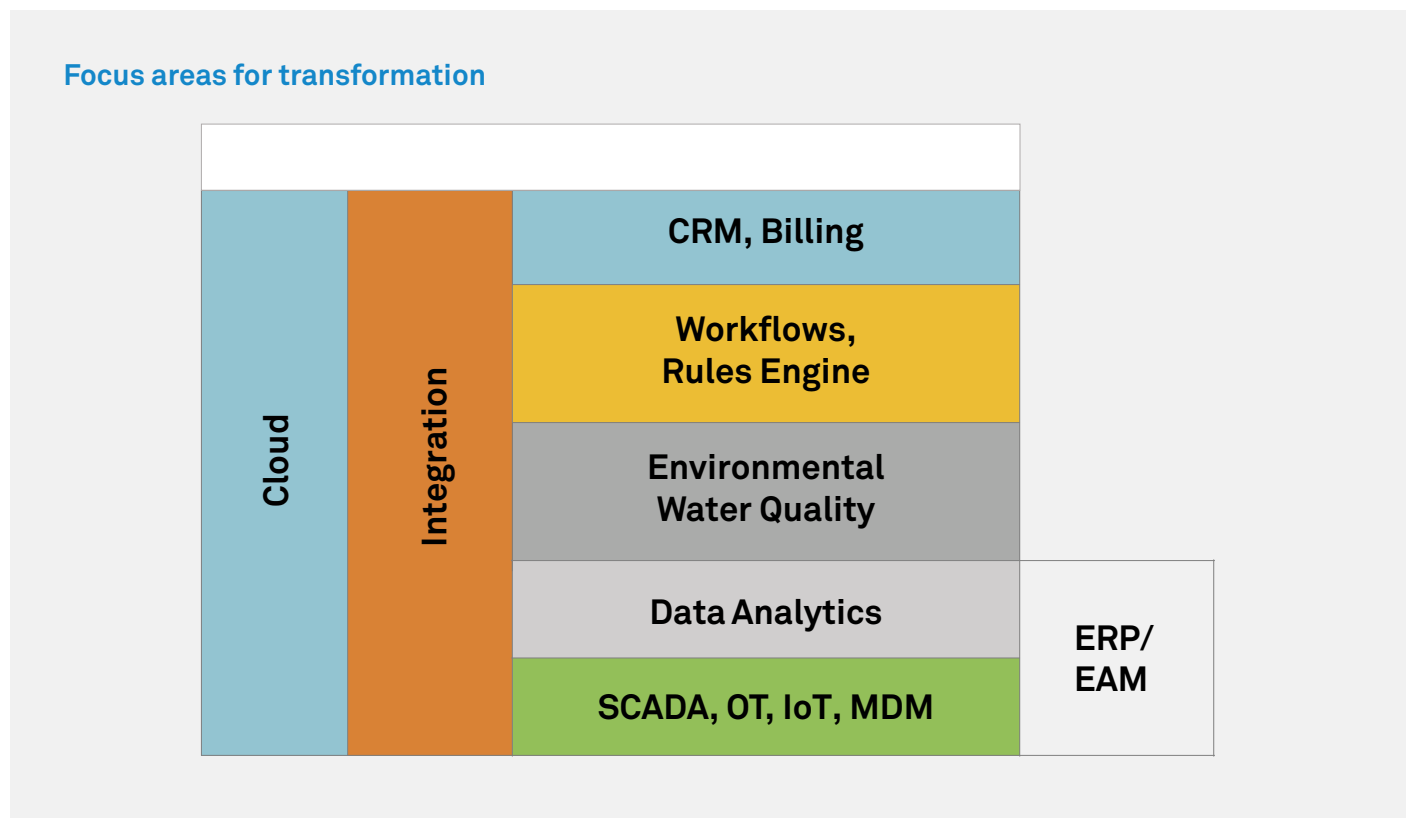 Focus areas for transformation
Cloud
Integration
CRM, Billing
Workflows,
Rules Engine
Environmental
Water Quality
Data Analytics
SCADA, OT, IoT, MDM
ERP/
EAM